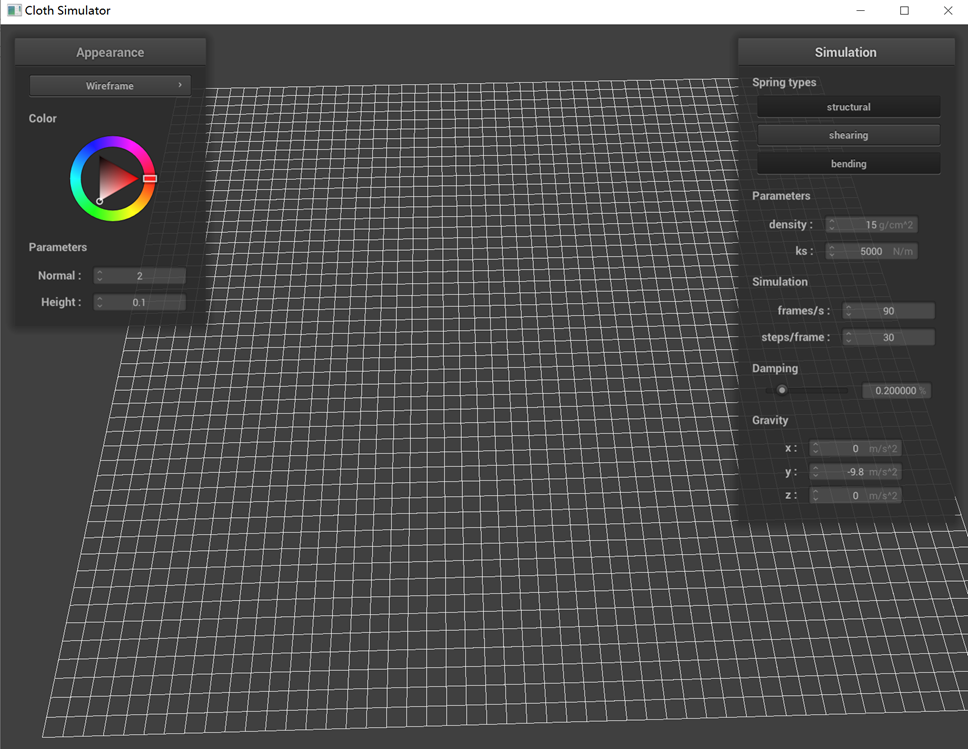 Cloth Simulator
Appearance
Wireframe
Color
Parameters
Normal : 2
Height : 0.1
Simulation
Spring types
structural
shearing
bending
Parameters
density : 15 g/cm^2
ks : 5000 N/m
Simulation
frames/s : 90
steps/frame : 30
Damping
0.200000 %
Gravity
x : 0 m/s^2
y : -9.8 m/s^2
z : 0 m/s^2